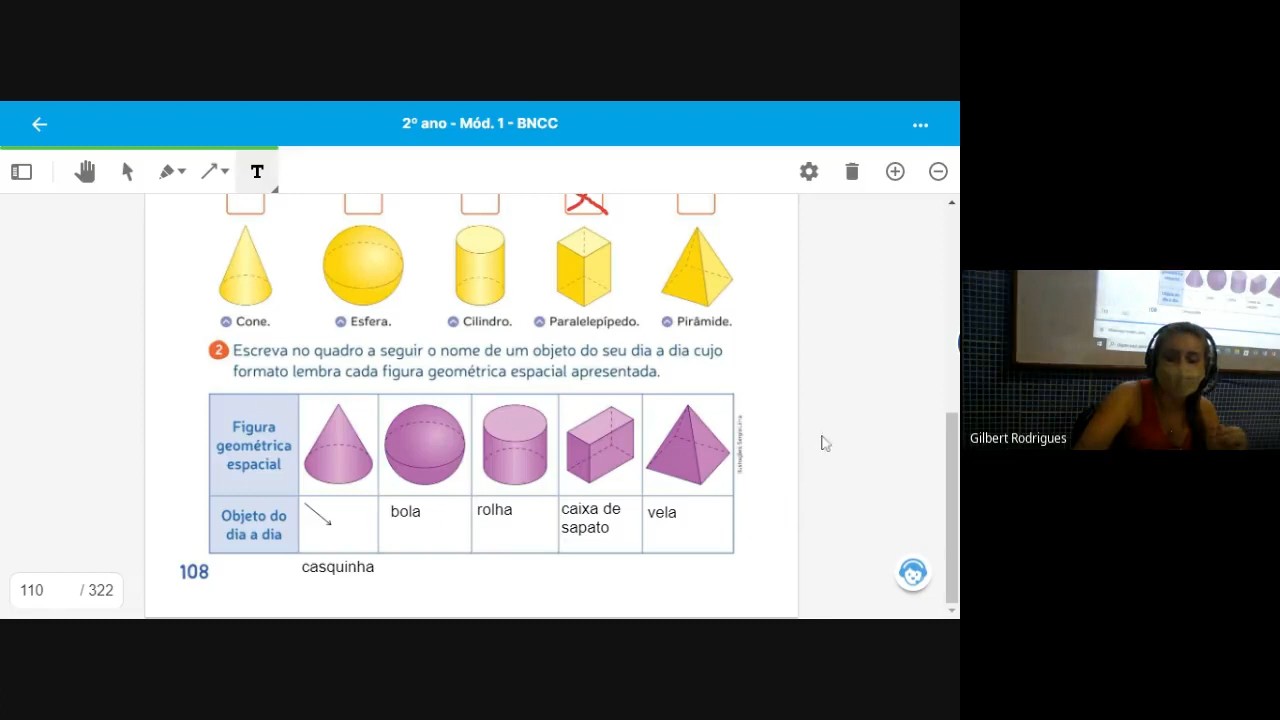 2º ano - Mód. 1 - BNCC
T
Cone.
Esfera.
Cilindro.
Paralelepípedo.
Pirâmide.
2 Escreva no quadro a seguir o nome de um objeto do seu dia a dia cujo
formato lembra cada figura geométrica espacial apresentada.
Figura
geométrica
espacial
Objeto do
dia a dia
bola
rolha
caixa de
sapato
vela
casquinha
108
110 / 322
Gilbert Rodrigues